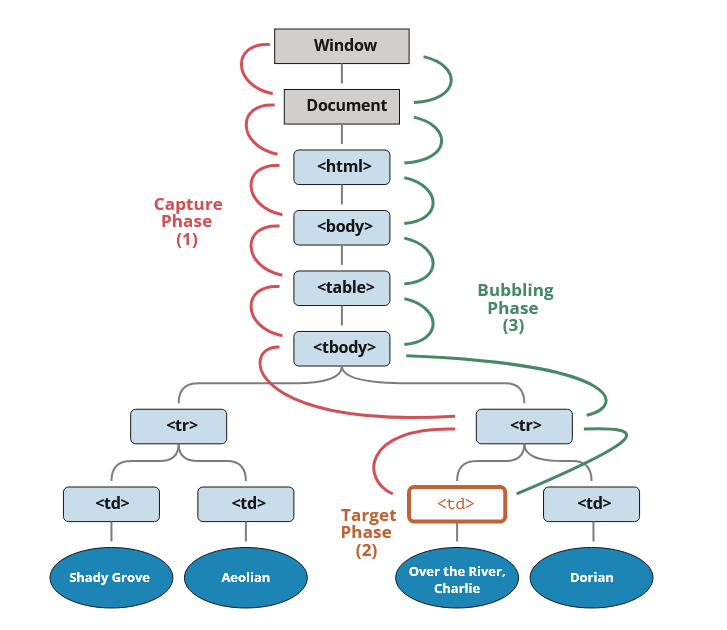 Window
Document
<html>
<body>
<table>
<tbody>
Capture
Phase
(1)
Bubbling
Phase
(3)
<tr>
<tr>
<td>
<td>
<td>
<td>
Target
Phase
(2)
Shady Grove
Aeolian
Over the River,
Charlie
Dorian